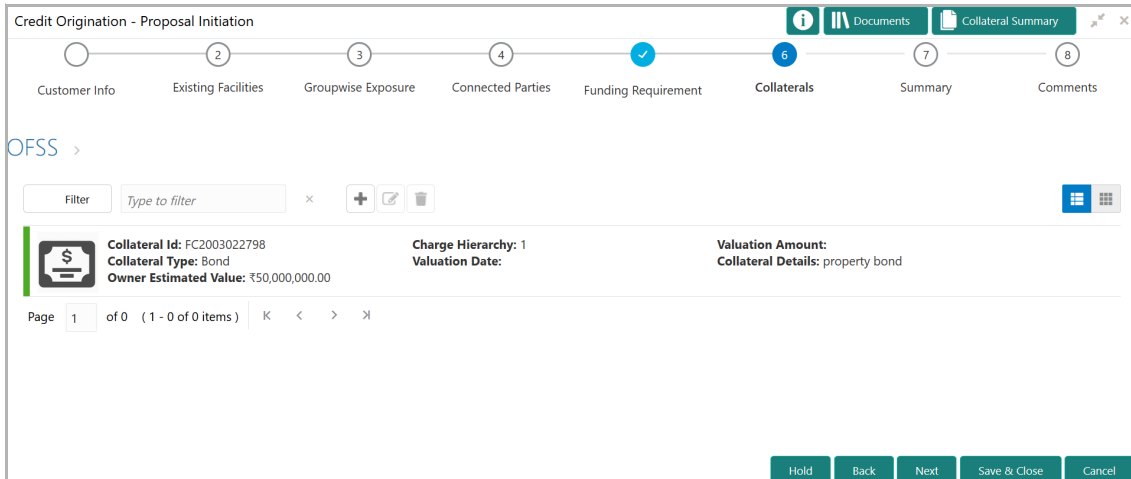 Credit Origination - Proposal Initiation
i Documents Collateral Summary
2 3 4 6 7 8
Customer Info Existing Facilities Groupwise Exposure Connected Parties Funding Requirement Collaterals Summary Comments
OFSS >
Filter Type to filter
$
Collateral Id: FC2003022798 Charge Hierarchy: 1 Valuation Amount:
Collateral Type: Bond Valuation Date: Collateral Details: property bond
Owner Estimated Value: ₹50,000,000.00
Page 1 of 0 ( 1 - 0 of 0 items )
Hold Back Next Save & Close Cancel